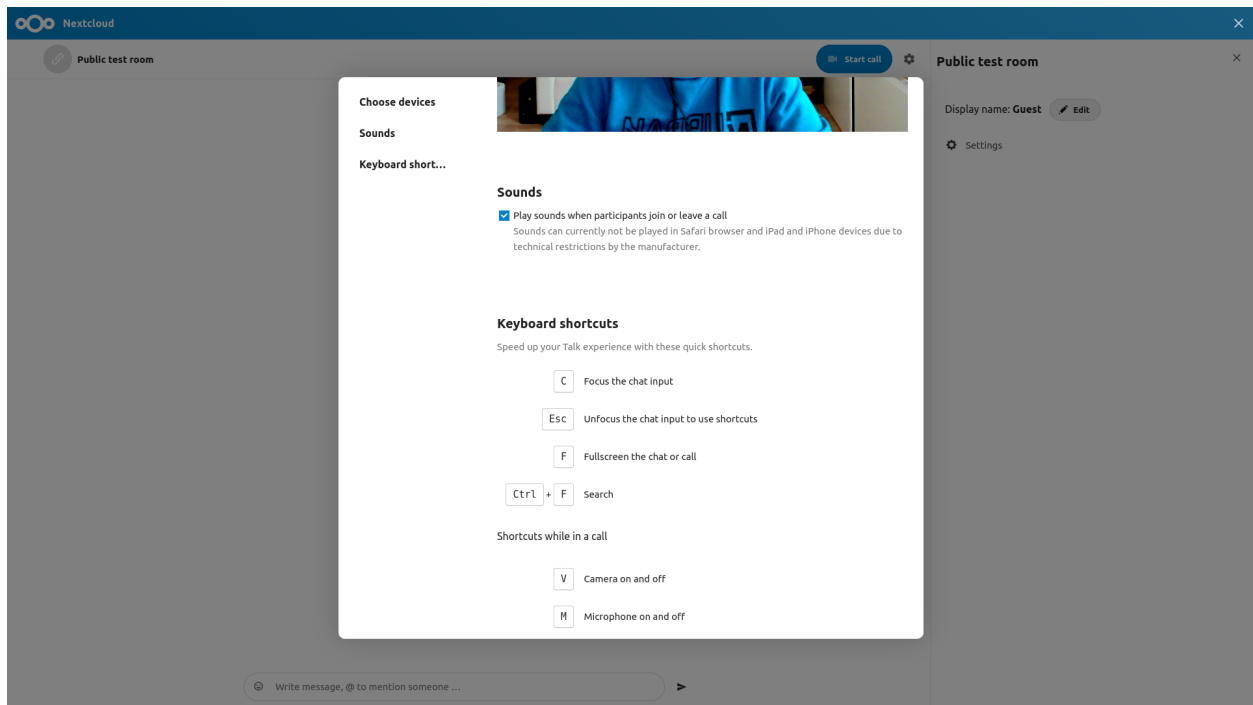 Nextcloud
Public test room
Start call
Public test room
Display name: Guest
Edit
Settings
Choose devices
Sounds
Keyboard short...
Sounds
Play sounds when participants join or leave a call
Sounds can currently not be played in Safari browser and iPad and iPhone devices due to
technical restrictions by the manufacturer.
Keyboard shortcuts
Speed up your Talk experience with these quick shortcuts.
C Focus the chat input
Esc Unfocus the chat input to use shortcuts
F Fullscreen the chat or call
Ctrl + F Search
Shortcuts while in a call
V Camera on and off
M Microphone on and off
Write message, @ to mention someone ...